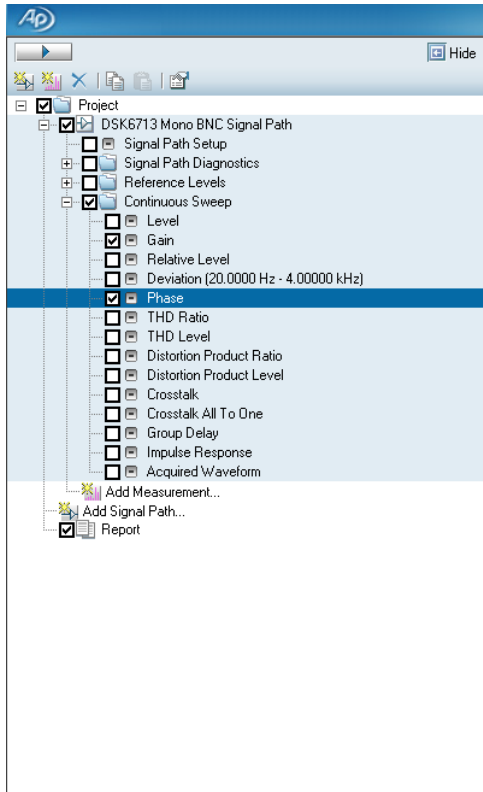 Ap
Hide
Project
DSK6713 Mono BNC Signal Path
Signal Path Setup
Signal Path Diagnostics
Reference Levels
Continuous Sweep
Level
Gain
Relative Level
Deviation (20.0000 Hz - 4.00000 kHz)
Phase
THD Ratio
THD Level
Distortion Product Ratio
Distortion Product Level
Crosstalk
Crosstalk All To One
Group Delay
Impulse Response
Acquired Waveform
Add Measurement...
Add Signal Path...
Report